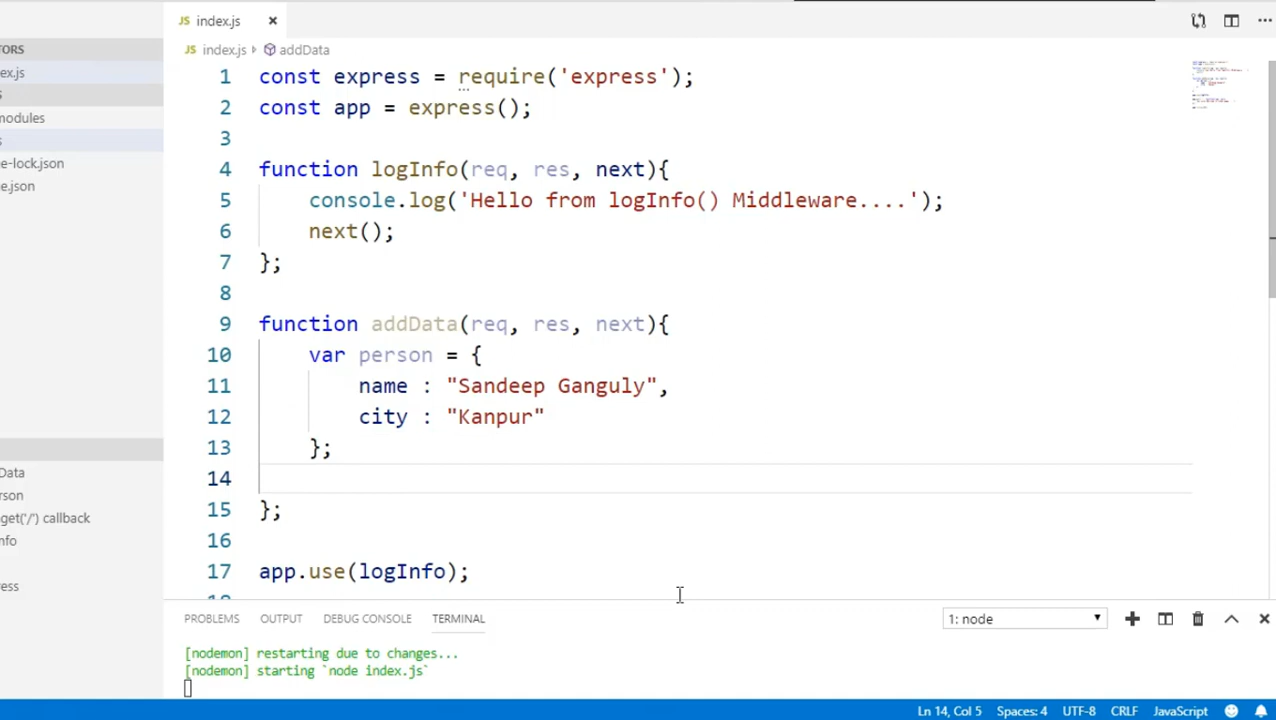 JS index.js ×
TORS
JS index.js addData
ex.js
s
modules
s
e-lock.json
e.json
1 const express = require('express');
2 const app = express();
3
4 function logInfo(req, res, next){
5 console.log('Hello from logInfo() Middleware....');
6 next();
7 };
8
9 function addData(req, res, next){
10 var person = {
11 name : "Sandeep Ganguly",
12 city : "Kanpur"
13 };
14
15 };
16
17 app.use(logInfo);
Data
rson
get('/') callback
nfo
ress
PROBLEMS OUTPUT DEBUG CONSOLE TERMINAL 1: node
[nodemon] restarting due to changes...
[nodemon] starting `node index.js`
Ln 14, Col 5 Spaces: 4 UTF-8 CRLF JavaScript